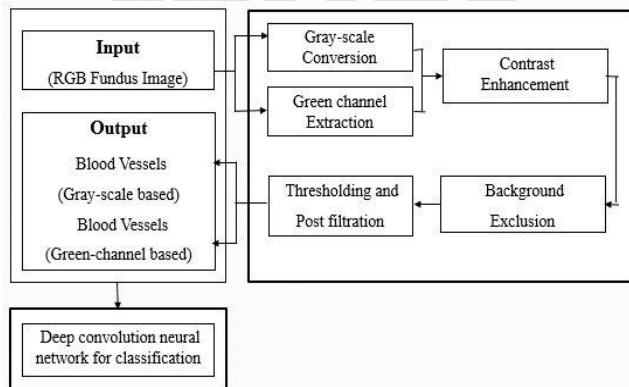 Input
(RGB Fundus Image)
Gray-scale
Conversion
Green channel
Extraction
Contrast
Enhancement
Background
Exclusion
Thresholding and
Post filtration
Output
Blood Vessels
(Gray-scale based)
Blood Vessels
(Green-channel based)
Deep convolution neural
network for classification